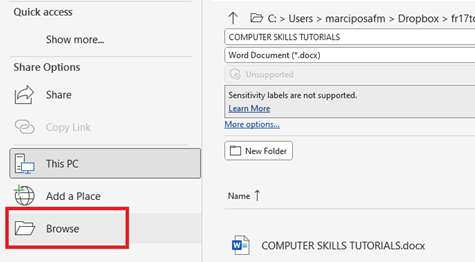 Quick access
Show more...
Share Options
Share
Copy Link
This PC
Add a Place
Browse
C: > Users > marciposafm > Dropbox > fr17to
COMPUTER SKILLS TUTORIALS
Word Document (*.docx)
Unsupported
Sensitivity labels are not supported.
Learn More
More options...
New Folder
Name ↑
COMPUTER SKILLS TUTORIALS.docx